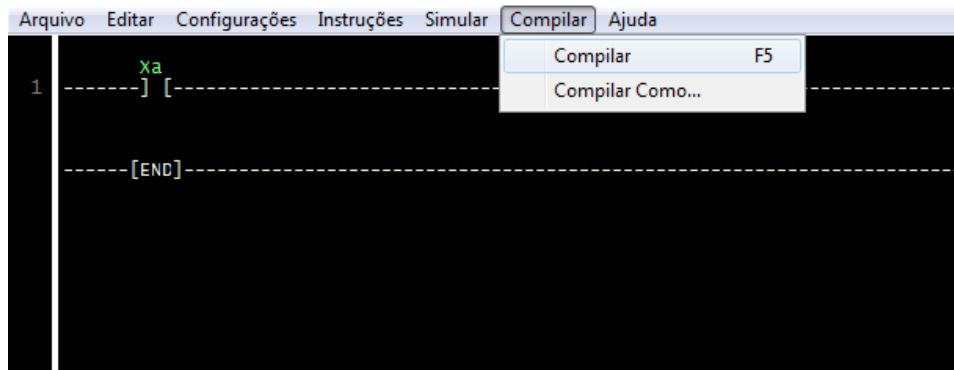 Arquivo Editar Configurações Instruções Simular Compilar Ajuda
Compilar F5
Compilar Como...
Xa
1 -------] [-------------------------------------------------------------------------
------[END]------------------------------------------------------------------------